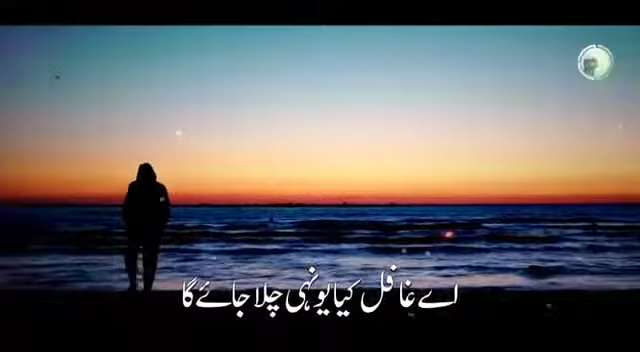 اے غافل کیا یونہی چلا جائے گا